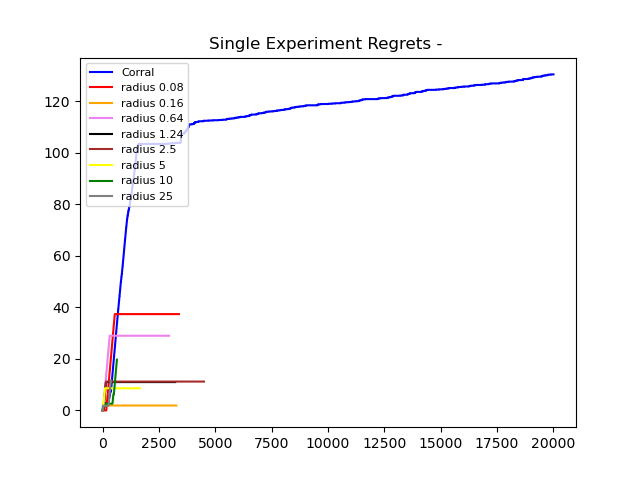 Single Experiment Regrets -
Corral
radius 0.08
radius 0.16
radius 0.64
radius 1.24
radius 2.5
radius 5
radius 10
radius 25
120
100
80
60
40
20
0
0 2500 5000 7500 10000 12500 15000 17500 20000